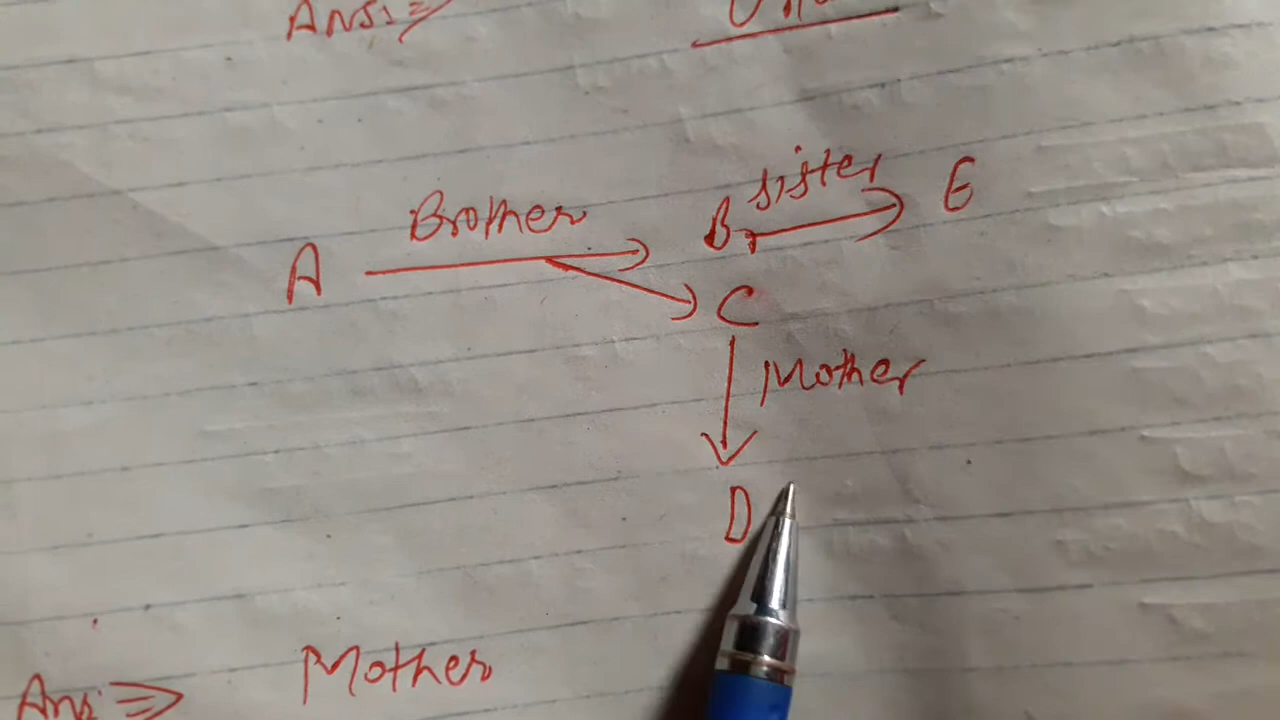 Ans:⇒
Brother
sister
A B E
C
Mother
D
Ans:⇒ Mother